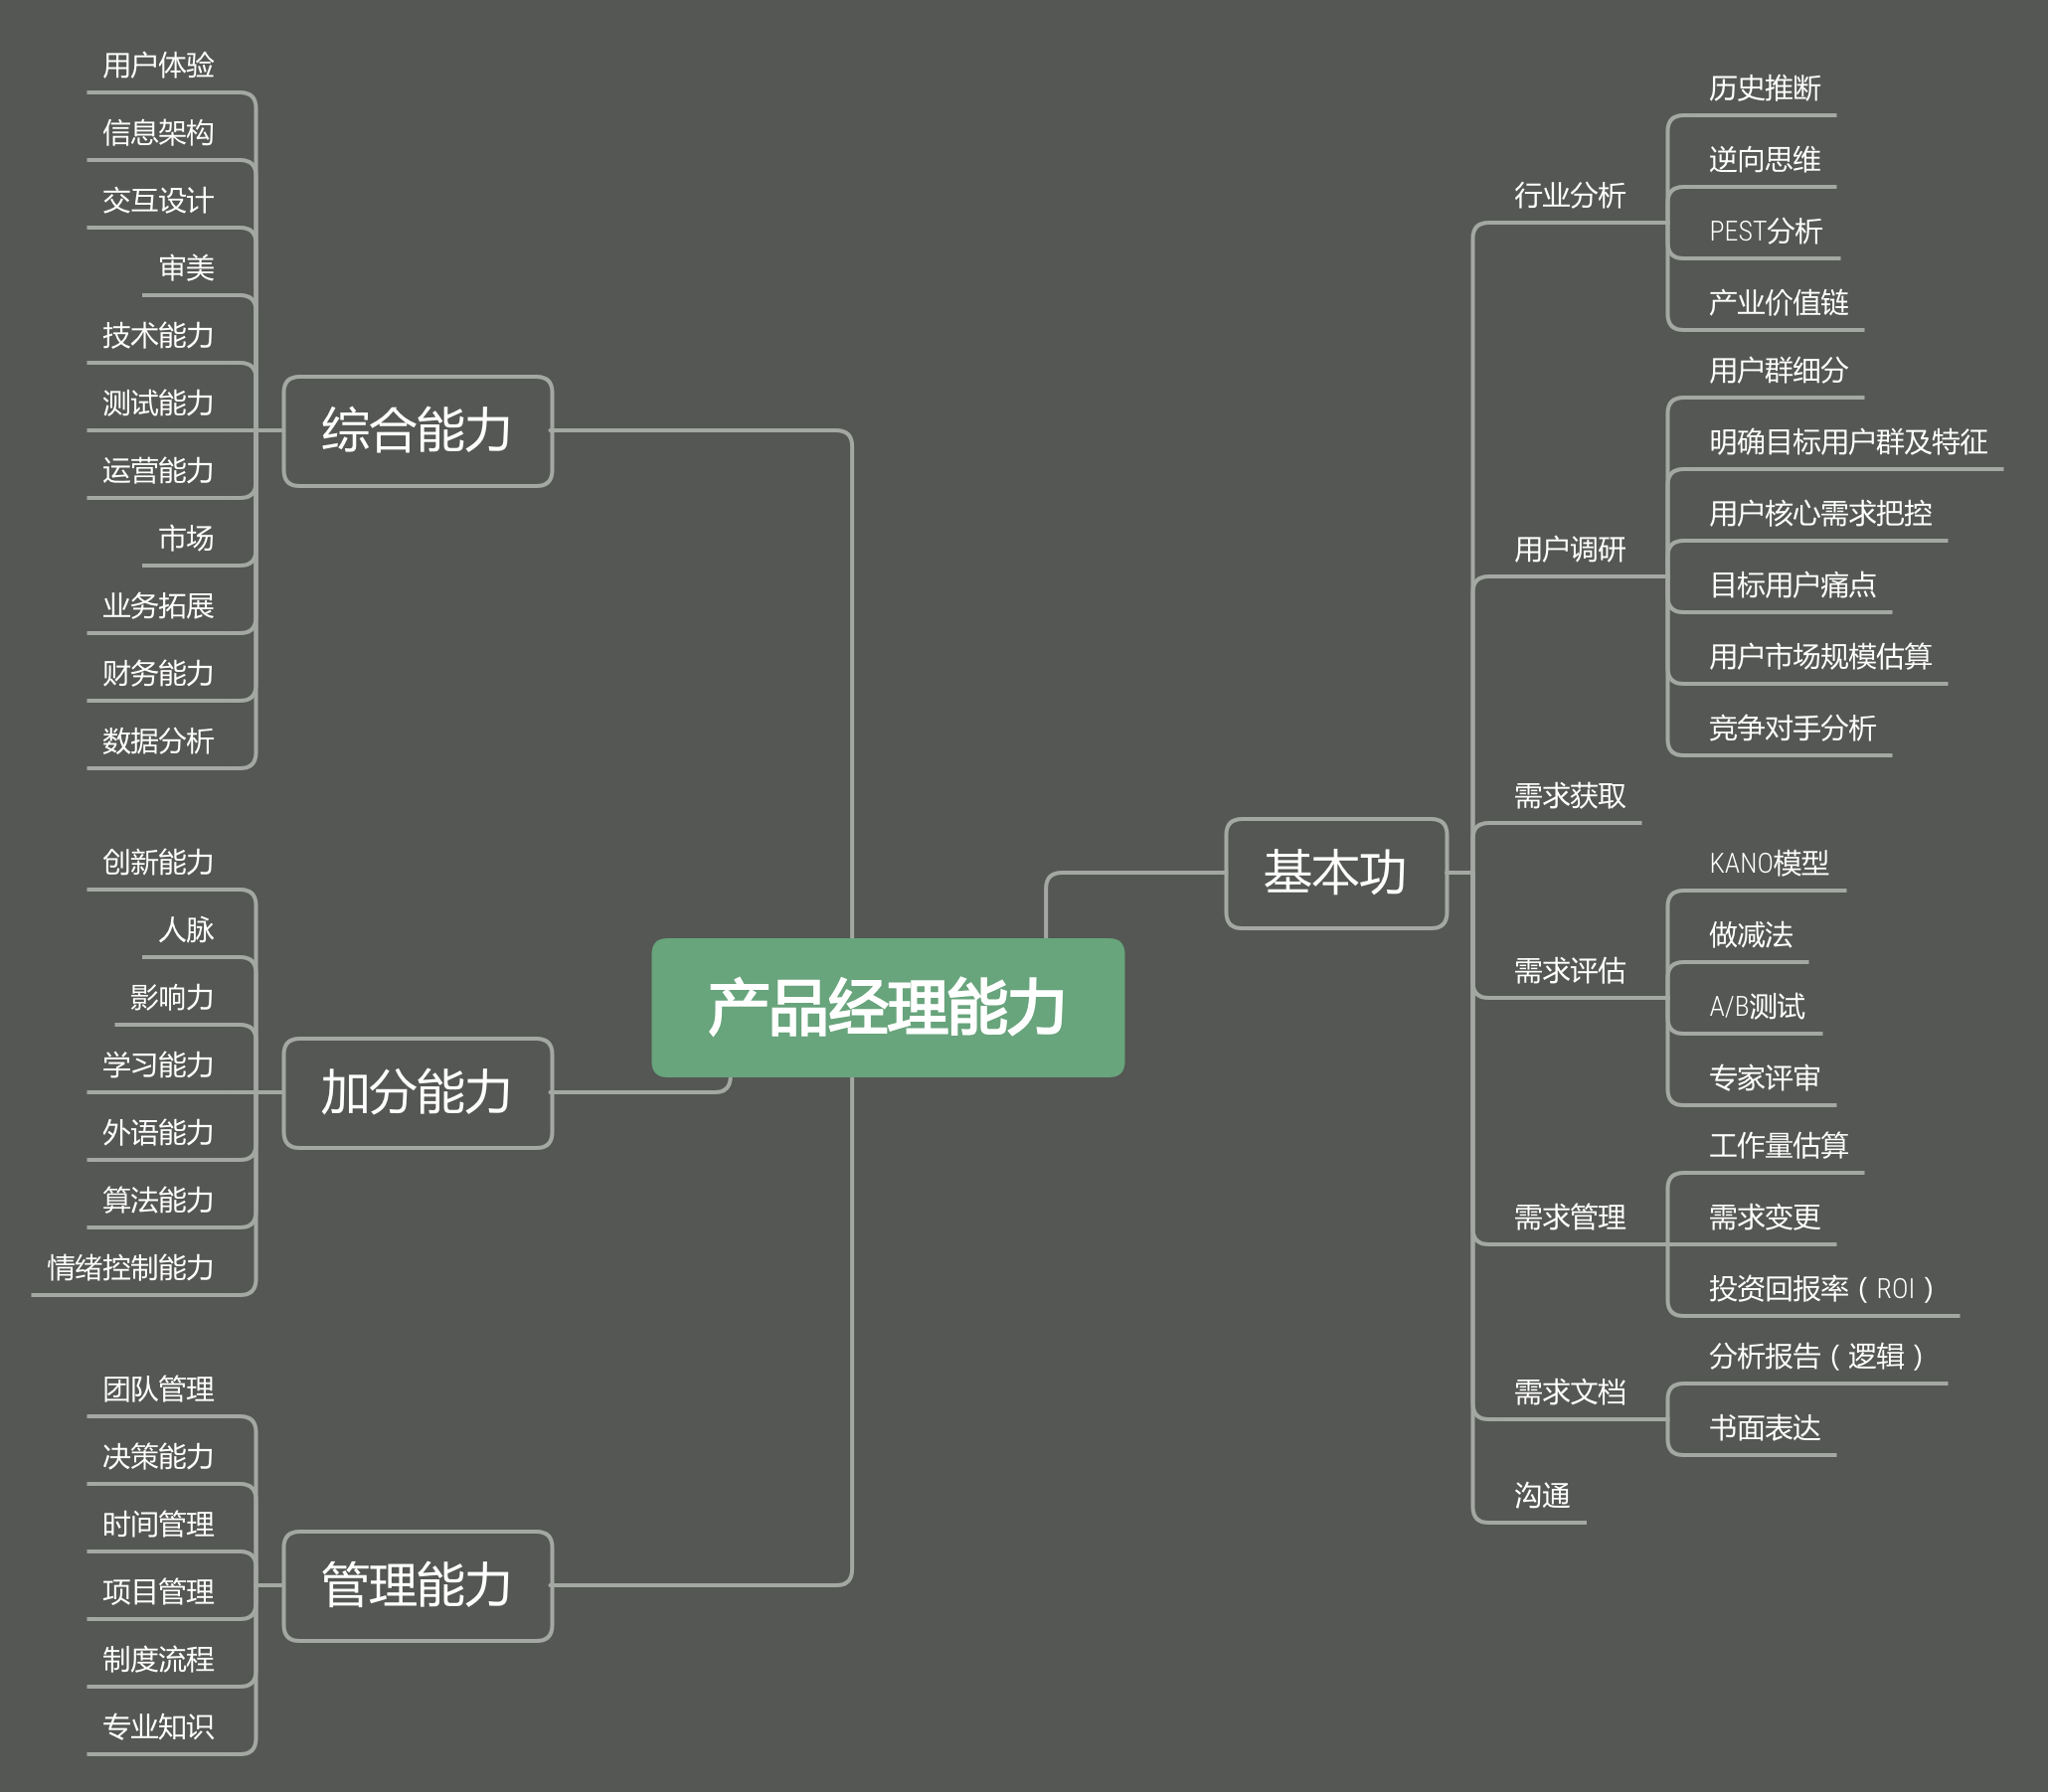 产品经理能力
基本功
行业分析
历史推断
逆向思维
PEST分析
产业价值链
用户调研
用户群细分
明确目标用户群及特征
用户核心需求把控
目标用户痛点
用户市场规模估算
竞争对手分析
需求获取
需求评估
KANO模型
做减法
A/B测试
专家评审
需求管理
工作量估算
需求变更
投资回报率（ROI）
需求文档
分析报告（逻辑）
书面表达
沟通
综合能力
用户体验
信息架构
交互设计
审美
技术能力
测试能力
运营能力
市场
业务拓展
财务能力
数据分析
加分能力
创新能力
人脉
影响力
学习能力
外语能力
算法能力
情绪控制能力
管理能力
团队管理
决策能力
时间管理
项目管理
制度流程
专业知识